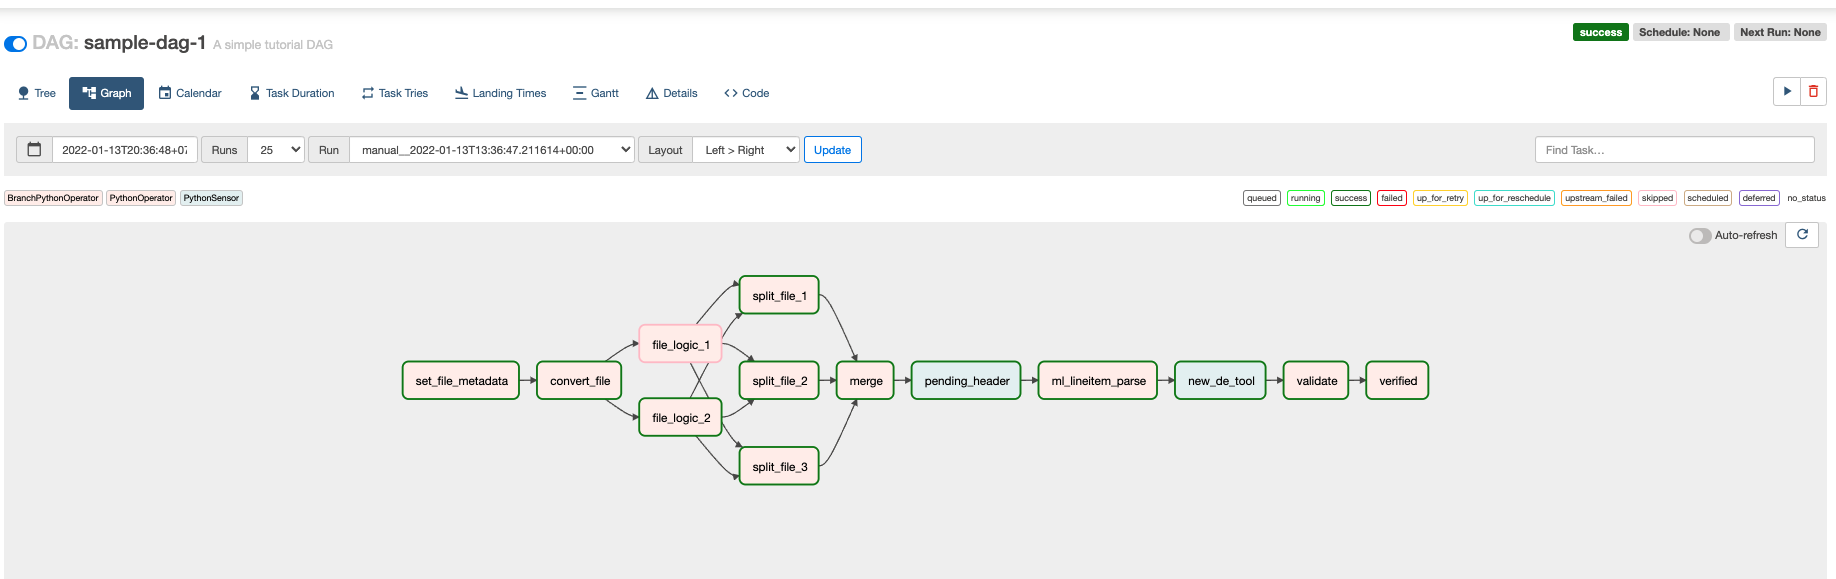 DAG: sample-dag-1 A simple tutorial DAG
success Schedule: None Next Run: None
Tree Graph Calendar Task Duration Task Tries Landing Times Gantt Details Code
2022-01-13T20:36:48+07 Runs 25 Run manual__2022-01-13T13:36:47.211614+00:00 Layout Left > Right Update Find Task...
BranchPythonOperator PythonOperator PythonSensor
queued running success failed up_for_retry up_for_reschedule upstream_failed skipped scheduled deferred no_status
Auto-refresh
split_file_1
file_logic_1
set_file_metadata convert_file split_file_2 merge pending_header ml_lineitem_parse new_de_tool validate verified
file_logic_2
split_file_3